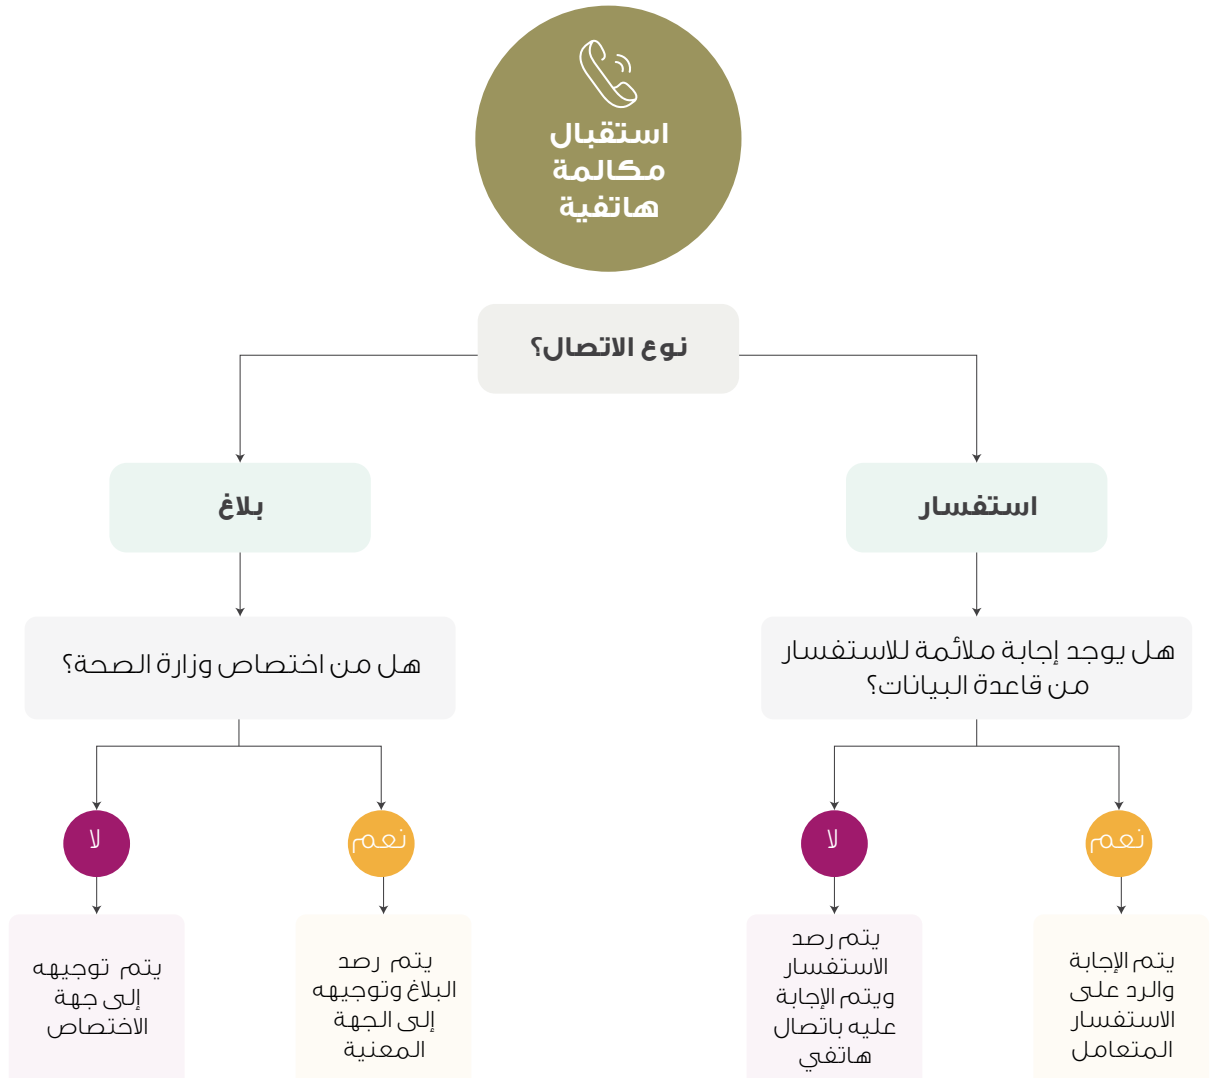 استقبال
مكالمة
هاتفية
نوع الاتصال؟
استفسار
بلاغ
هل يوجد إجابة ملائمة للاستفسار
من قاعدة البيانات؟
هل من اختصاص وزارة الصحة؟
نعم
لا
نعم
لا
يتم الإجابة
والرد على
الاستفسار
المتعامل
يتم رصد
الاستفسار
ويتم الإجابة
عليه باتصال
هاتفي
يتم رصد
البلاغ وتوجيهه
إلى الجهة
المعنية
يتم توجيهه
إلى جهة
الاختصاص